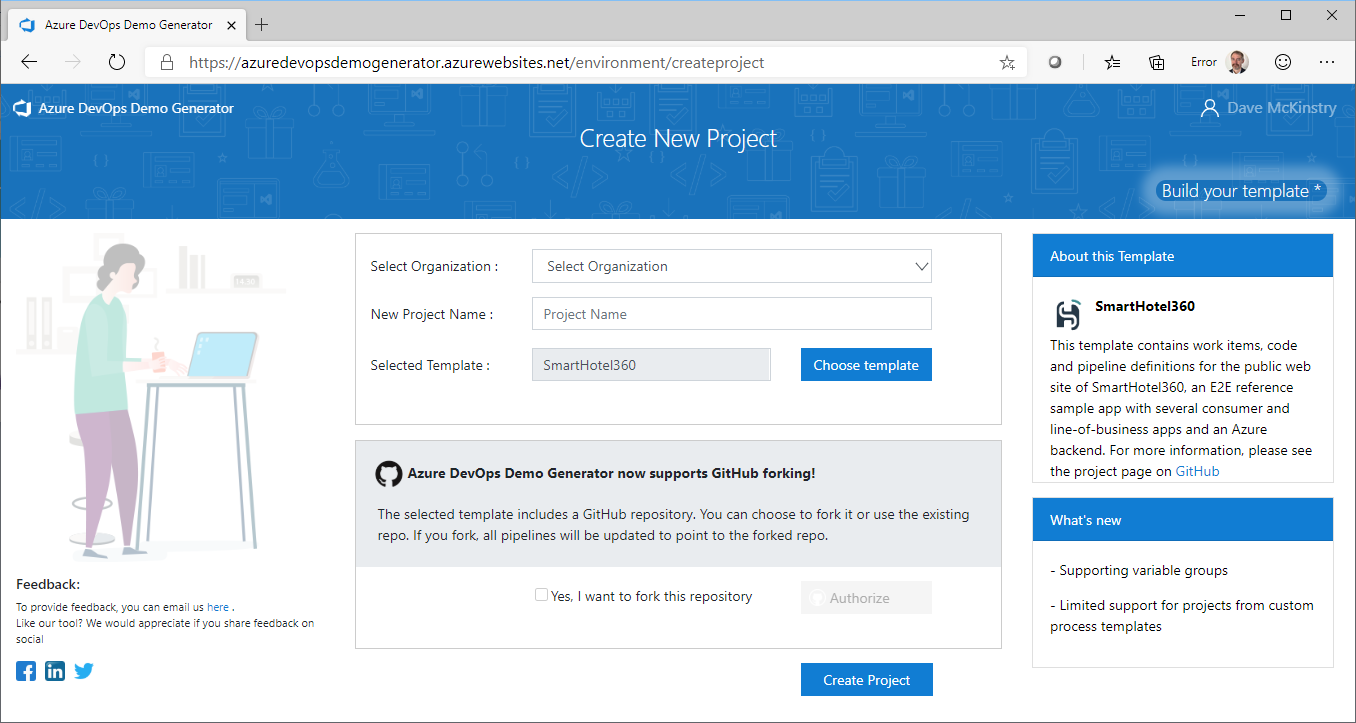 Azure DevOps Demo Generator
https://azuredevopsdemogenerator.azurewebsites.net/environment/createproject
Error
Azure DevOps Demo Generator
Dave McKinstry
Create New Project
Build your template *
Select Organization :
Select Organization
New Project Name :
Project Name
Selected Template :
SmartHotel360
Choose template
Azure DevOps Demo Generator now supports GitHub forking!
The selected template includes a GitHub repository. You can choose to fork it or use the existing
repo. If you fork, all pipelines will be updated to point to the forked repo.
Yes, I want to fork this repository
Authorize
Create Project
About this Template
SmartHotel360
This template contains work items, code
and pipeline definitions for the public web
site of SmartHotel360, an E2E reference
sample app with several consumer and
line-of-business apps and an Azure
backend. For more information, please see
the project page on GitHub
What's new
- Supporting variable groups
- Limited support for projects from custom
process templates
Feedback:
To provide feedback, you can email us here .
Like our tool? We would appreciate if you share feedback on
social